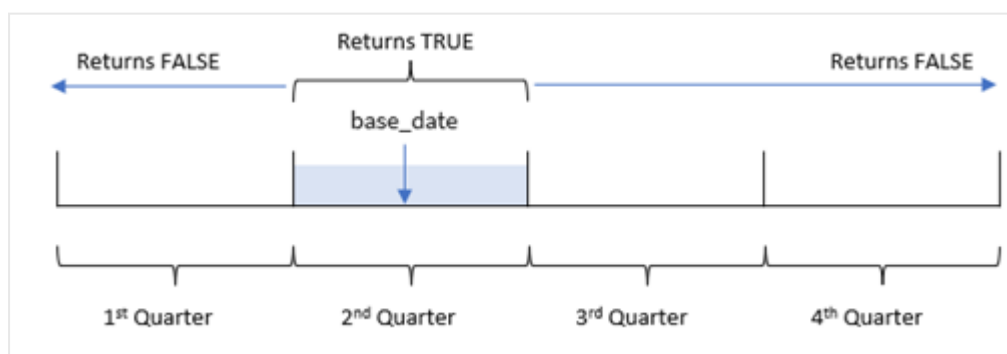 Returns TRUE
Returns FALSE
Returns FALSE
base_date
1st Quarter
2nd Quarter
3rd Quarter
4th Quarter